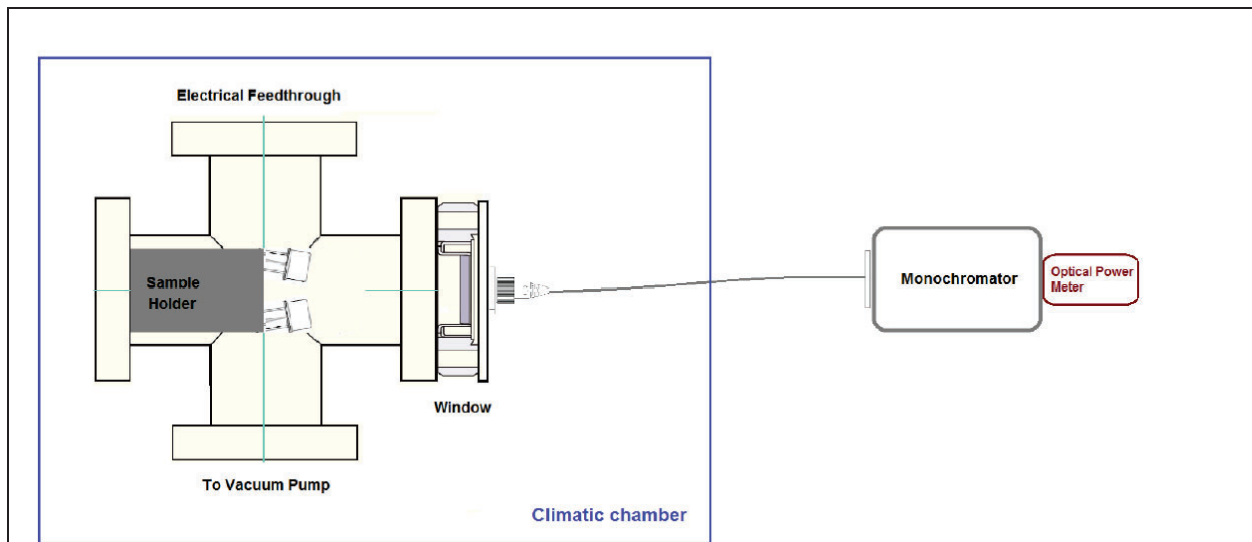 Electrical Feedthrough
Sample
Holder
Window
To Vacuum Pump
Climatic chamber
Monochromator
Optical Power
Meter